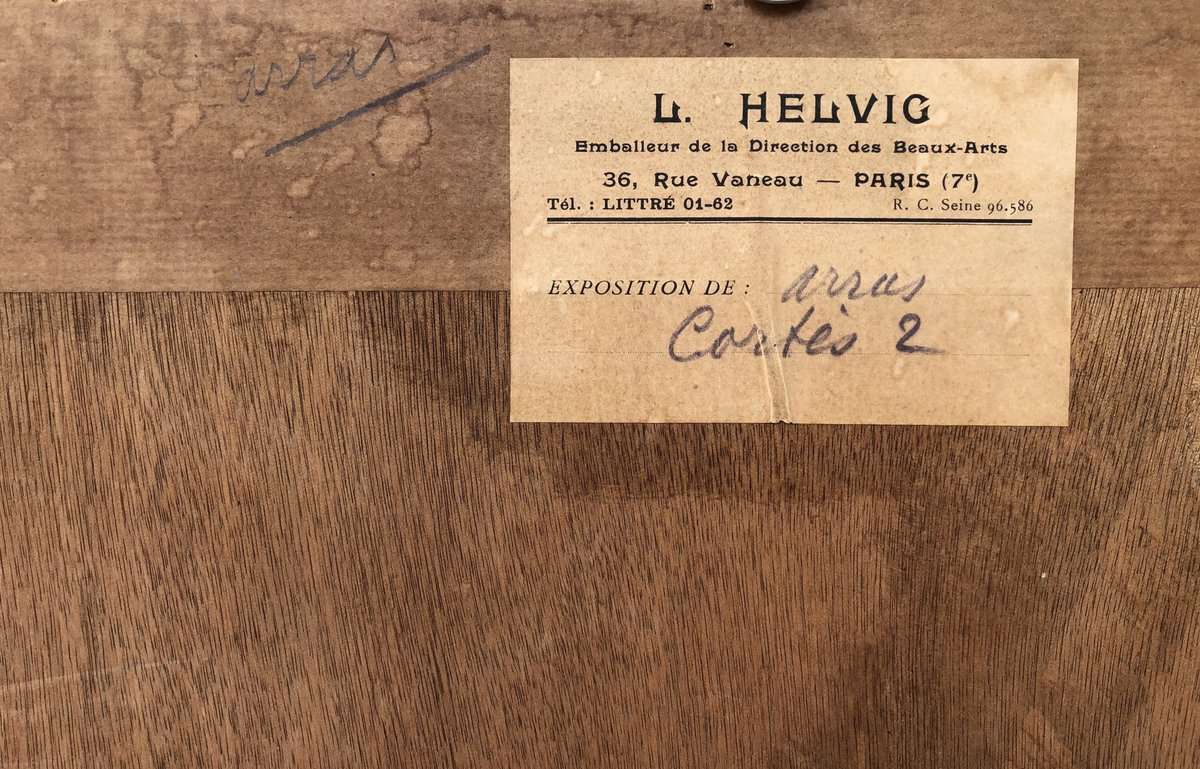 arras
L. HELVIG
Emballeur de la Direction des Beaux-Arts
36, Rue Vaneau — PARIS (7e)
Tél. : LITTRÉ 01-62 R. C. Seine 96.586
EXPOSITION DE : arras
Cortès 2